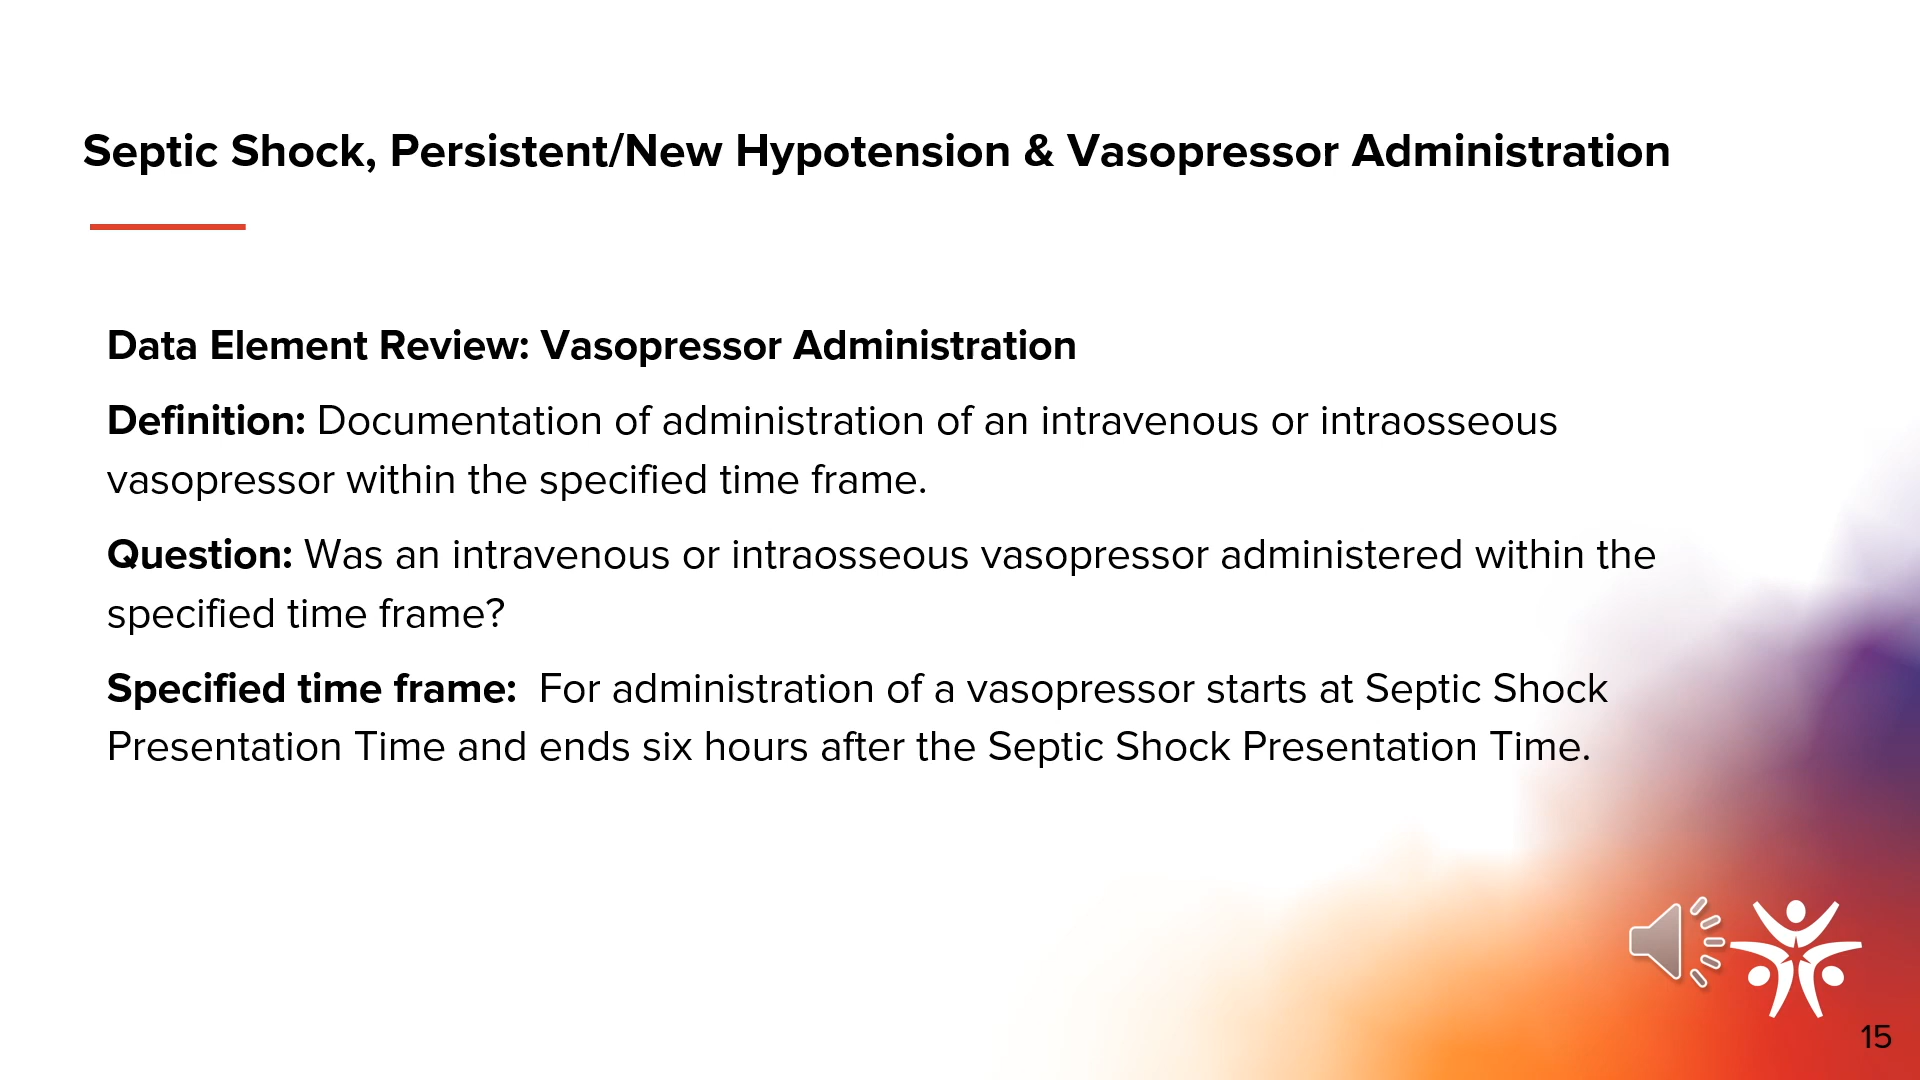 Septic Shock, Persistent/New Hypotension & Vasopressor Administration
Data Element Review: Vasopressor Administration
Definition: Documentation of administration of an intravenous or intraosseous
vasopressor within the specified time frame.
Question: Was an intravenous or intraosseous vasopressor administered within the
specified time frame?
Specified time frame:  For administration of a vasopressor starts at Septic Shock
Presentation Time and ends six hours after the Septic Shock Presentation Time.
15